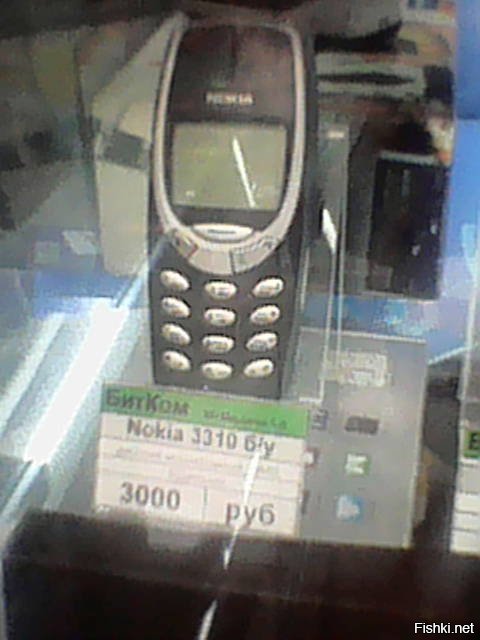 NOKIA
БитКом
Nokia 3310 б/у
3000 руб
Fishki.net